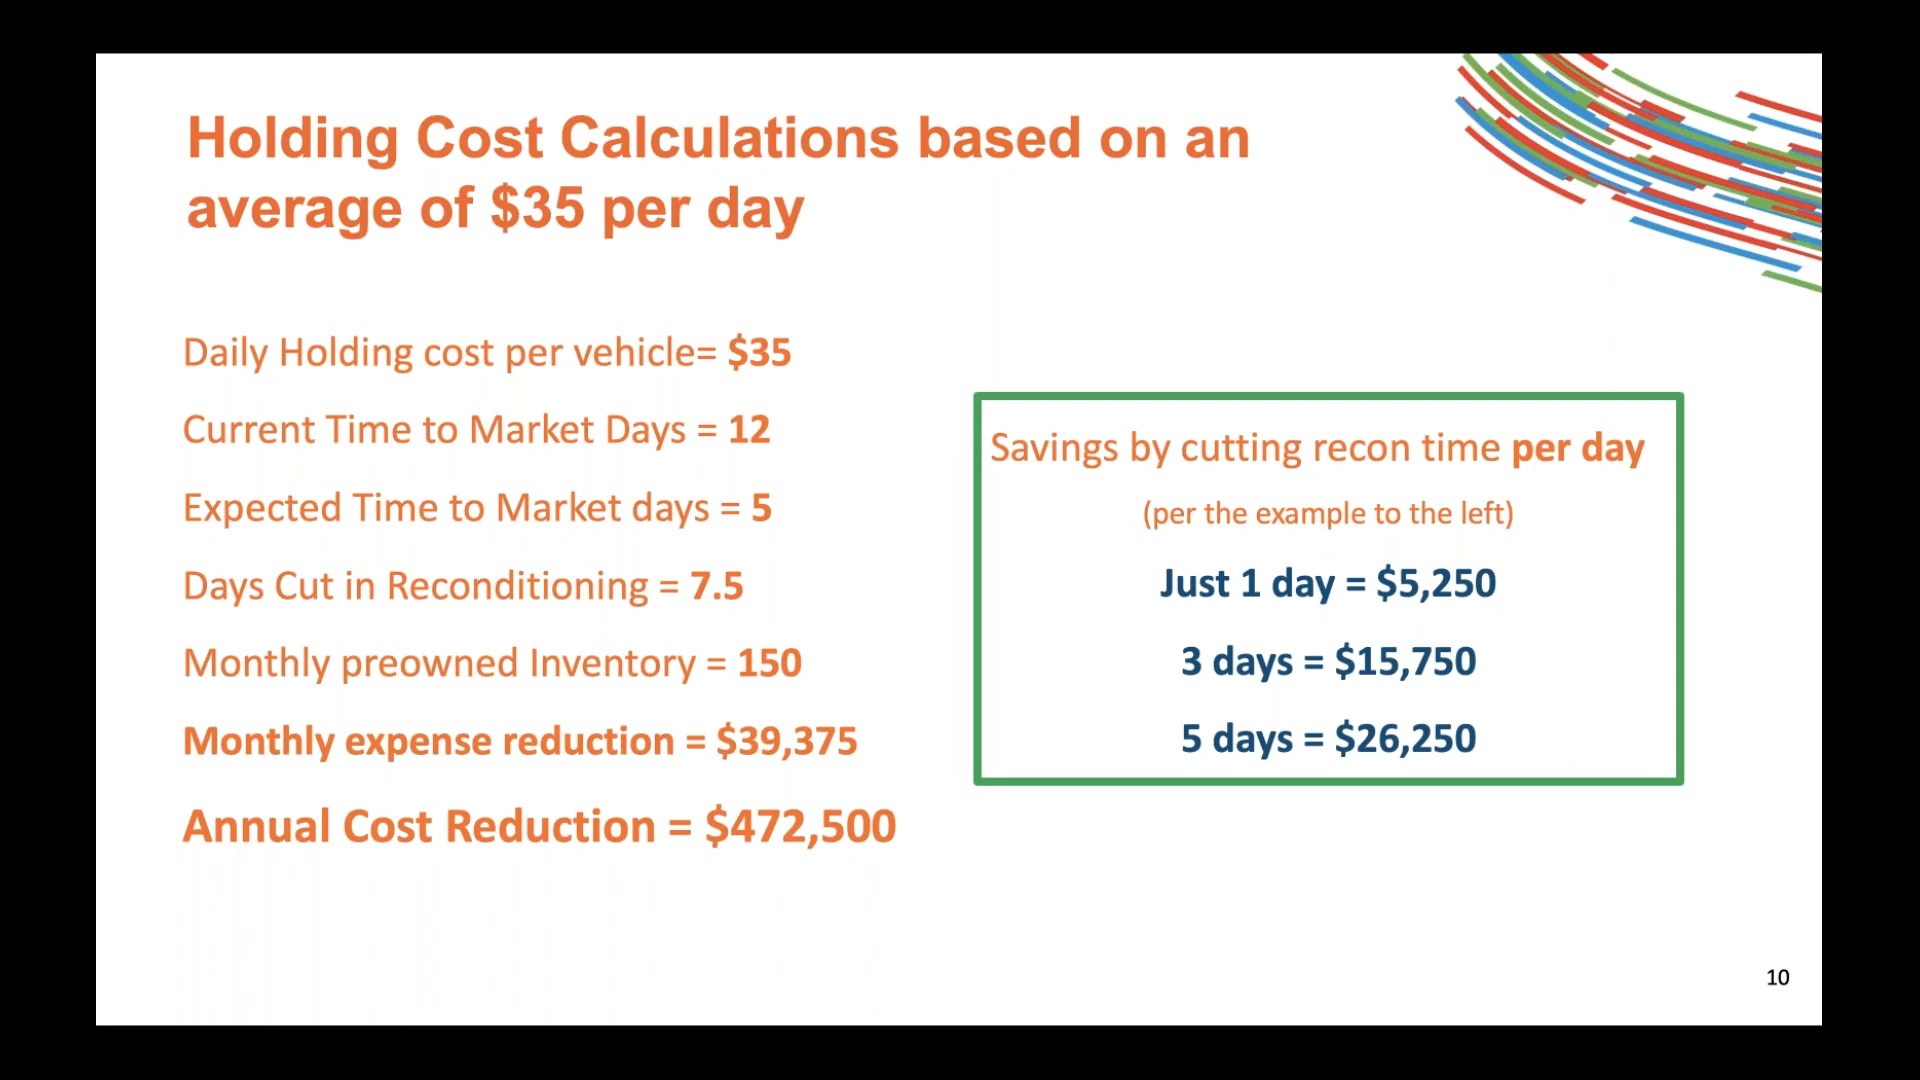 Holding Cost Calculations based on an
average of $35 per day
Daily Holding cost per vehicle= $35
Current Time to Market Days = 12
Expected Time to Market days = 5
Days Cut in Reconditioning = 7.5
Monthly preowned Inventory = 150
Monthly expense reduction = $39,375
Annual Cost Reduction = $472,500
Savings by cutting recon time per day
(per the example to the left)
Just 1 day = $5,250
3 days = $15,750
5 days = $26,250
10